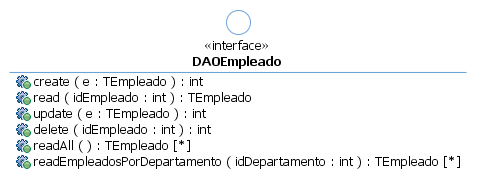 «interface»
DAOEmpleado
create ( e : TEmpleado ) : int
read ( idEmpleado : int ) : TEmpleado
update ( e : TEmpleado ) : int
delete ( idEmpleado : int ) : int
readAll ( ) : TEmpleado [*]
readEmpleadosPorDepartamento ( idDepartamento : int ) : TEmpleado [*]